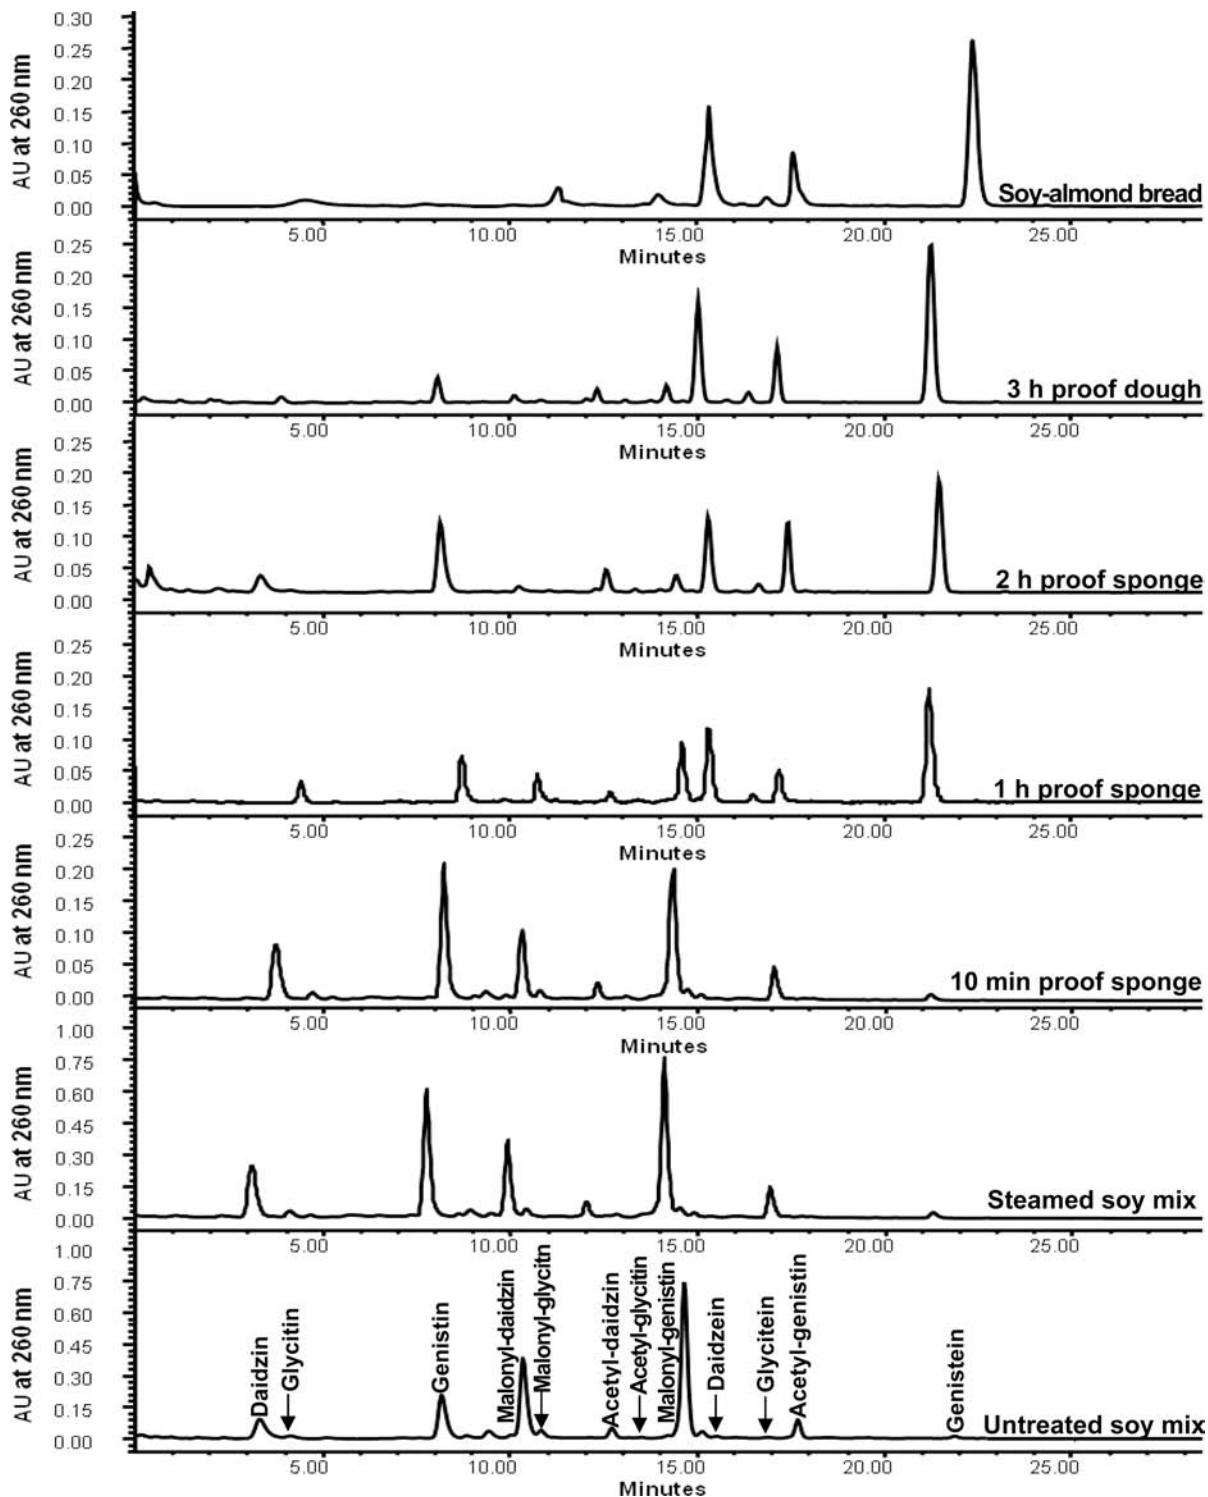 0.30
0.25
0.20
0.15
0.10
0.05
0.00
AU at 260 nm
Soy-almond bread
5.00 10.00 15.00 20.00 25.00
Minutes
0.25
0.20
0.15
0.10
0.05
0.00
AU at 260 nm
3 h proof dough
5.00 10.00 15.00 20.00 25.00
Minutes
0.25
0.20
0.15
0.10
0.05
0.00
AU at 260 nm
2 h proof sponge
5.00 10.00 15.00 20.00 25.00
Minutes
0.25
0.20
0.15
0.10
0.05
0.00
AU at 260 nm
1 h proof sponge
5.00 10.00 15.00 20.00 25.00
Minutes
0.25
0.20
0.15
0.10
0.05
0.00
AU at 260 nm
10 min proof sponge
5.00 10.00 15.00 20.00 25.00
Minutes
1.00
0.75
0.60
0.45
0.30
0.15
0.00
AU at 260 nm
Steamed soy mix
5.00 10.00 15.00 20.00 25.00
1.00
0.75
0.60
0.45
0.30
0.15
0.00
AU at 260 nm
Daidzin
Glycitin
Genistin
Malonyl-daidzin
Malonyl-glycitn
Acetyl-daidzin
Acetyl-glycitin
Malonyl-genistin
Daidzein
Glycitein
Acetyl-genistin
Genistein
Untreated soy mix
5.00 10.00 15.00 20.00 25.00
Minutes